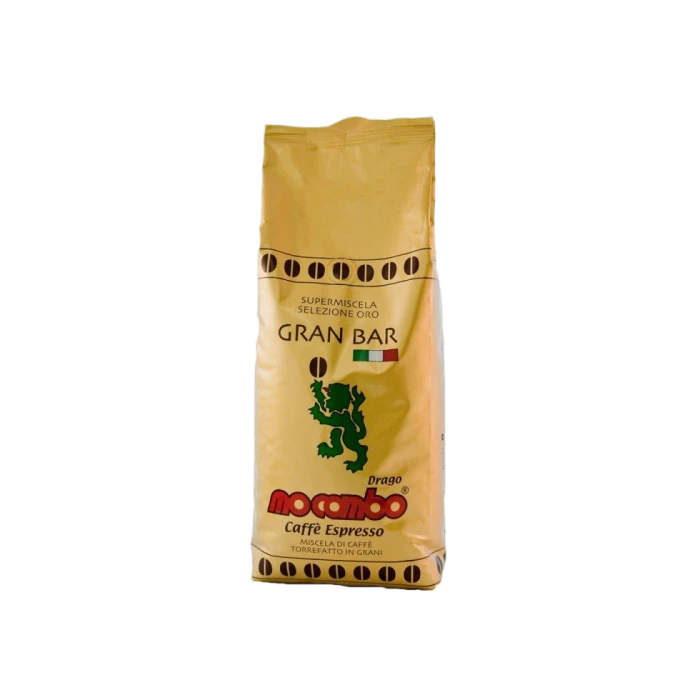 SUPERMISCELA
SELEZIONE ORO
GRAN BAR
Drago
mocambo®
Caffè Espresso
MISCELA DI CAFFÈ
TORREFATTO IN GRANI